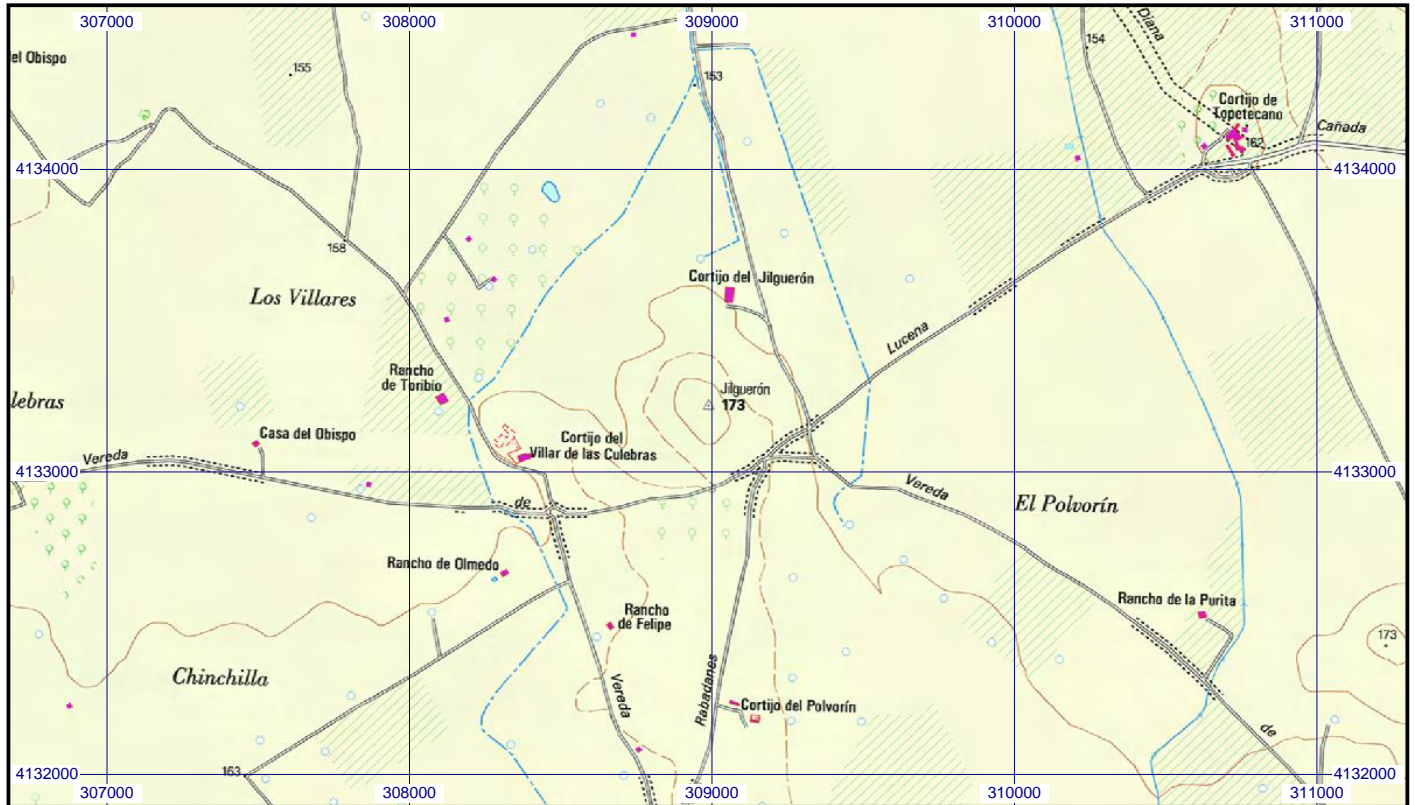 307000
308000
309000
310000
311000
el Obispo
155
153
154
Diana
Cortijo de
Topetecano
162
Cañada
4134000
4134000
158
Los Villares
Cortijo del Jilguerón
Lucena
Rancho
de Toribio
Jilguerón
173
lebras
Casa del Obispo
Cortijo del
Villar de las Culebras
Vereda
4133000
4133000
de
Vereda
El Polvorín
Rancho de Olmedo
Rancho
de Felipe
Rancho de la Purita
173
Chinchilla
Vereda
Rabadanes
Cortijo del Polvorín
de
163
4132000
4132000
307000
308000
309000
310000
311000